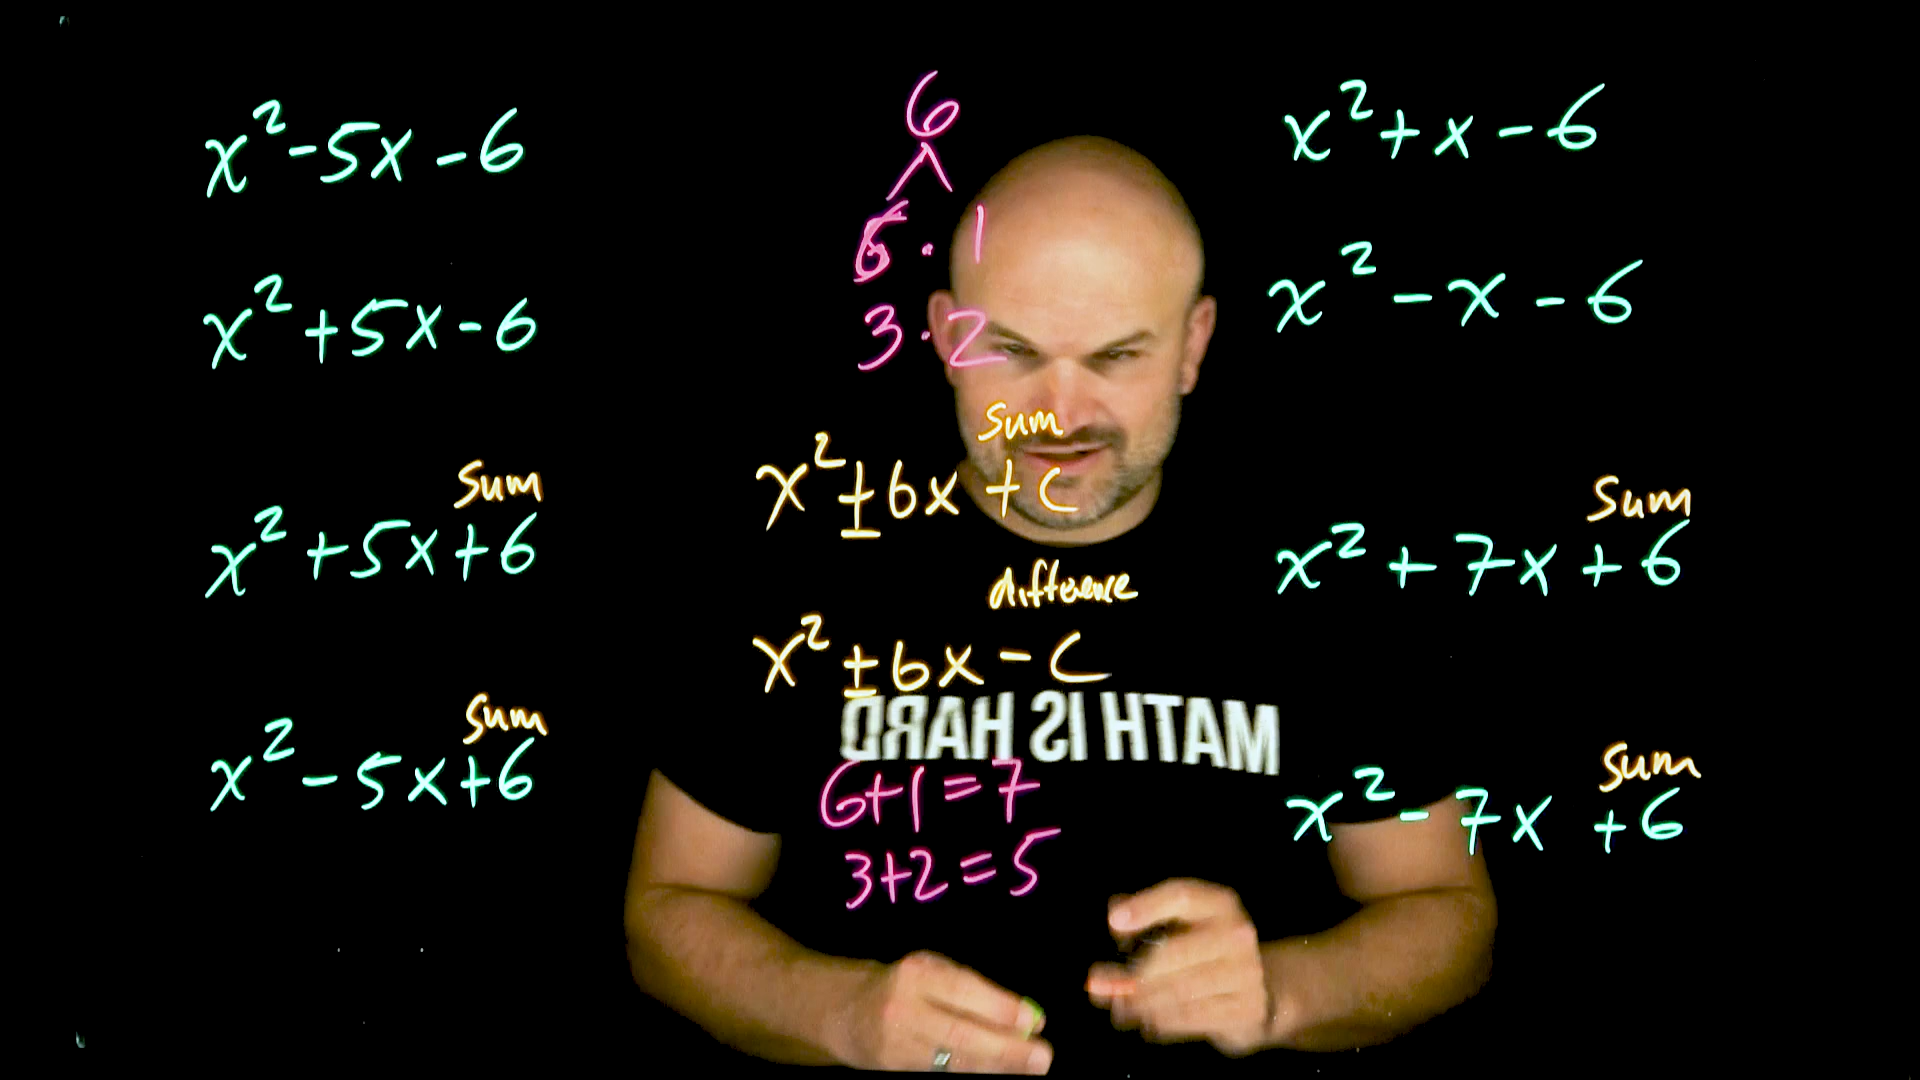 x² - 5x - 6
x² + 5x - 6
sum
x² + 5x + 6
sum
x² - 5x + 6
6
6 · 1
3 · 2
sum
x² ± 6x + C
difference
x² ± 6x - C
MATH IS HARD
6+1=7
3+2=5
x² + x - 6
x² - x - 6
sum
x² + 7x + 6
sum
x² - 7x + 6